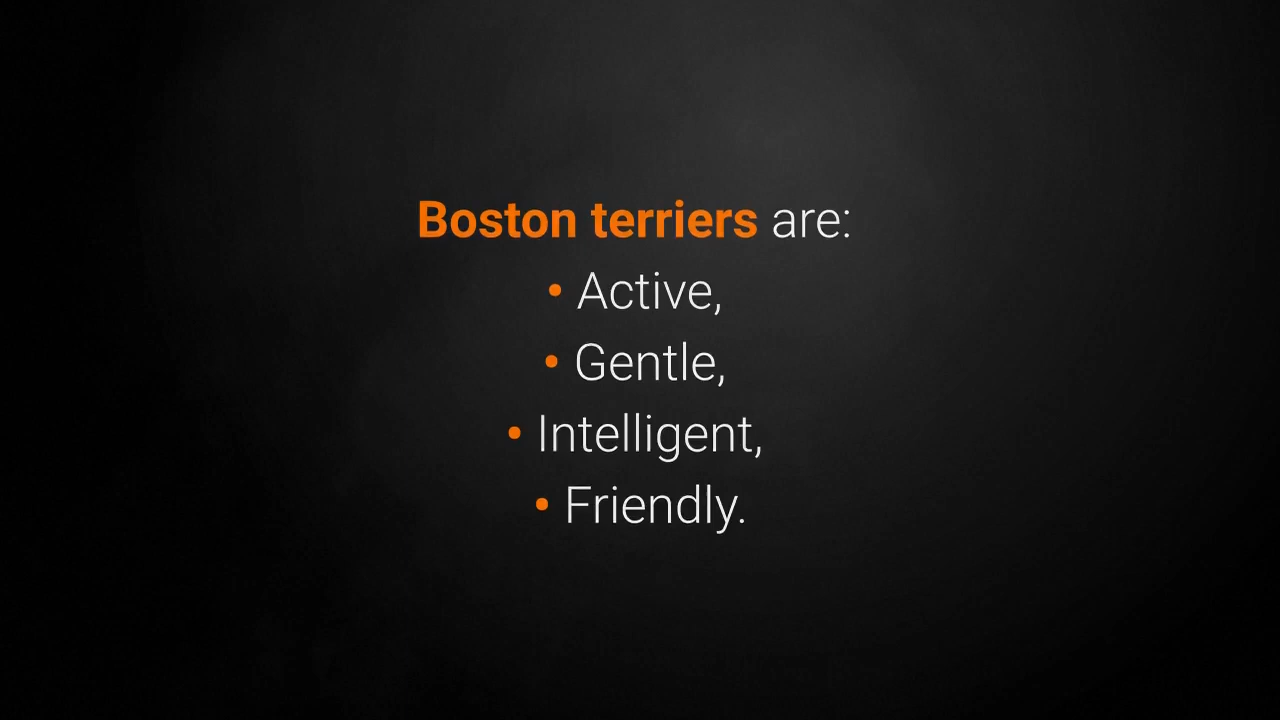 Boston terriers are:
• Active,
• Gentle,
• Intelligent,
• Friendly.